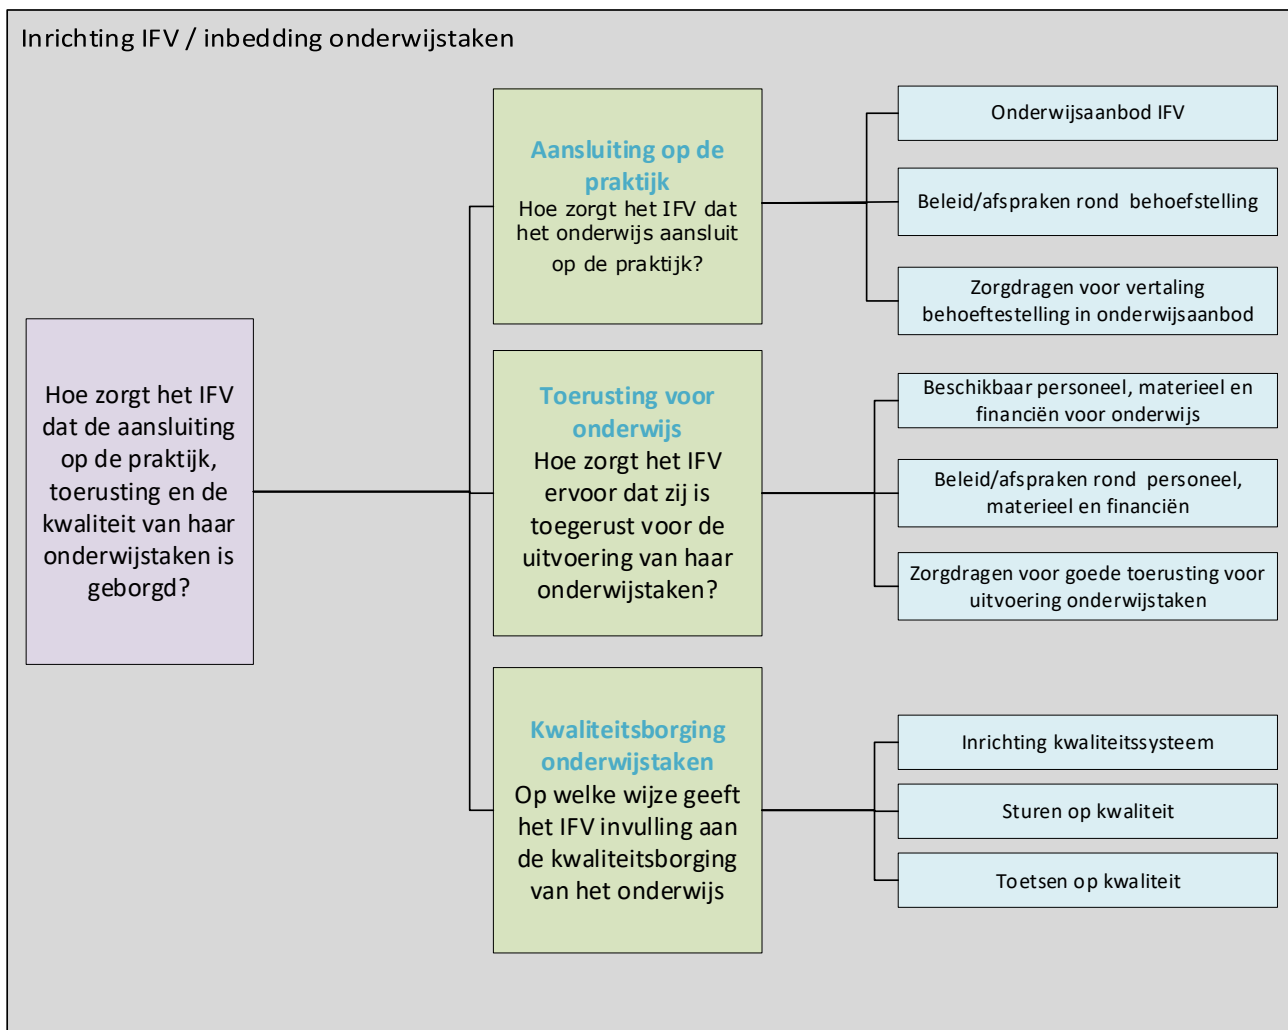 Inrichting IFV / inbedding onderwijstaken
Hoe zorgt het IFV
dat de aansluiting
op de praktijk,
toerusting en de
kwaliteit van haar
onderwijstaken is
geborgd?
Aansluiting op de
praktijk
Hoe zorgt het IFV dat
het onderwijs aansluit
op de praktijk?
Onderwijsaanbod IFV
Beleid/afspraken rond behoefstelling
Zorgdragen voor vertaling
behoeftestelling in onderwijsaanbod
Toerusting voor
onderwijs
Hoe zorgt het IFV
ervoor dat zij is
toegerust voor de
uitvoering van haar
onderwijstaken?
Beschikbaar personeel, materieel en
financiën voor onderwijs
Beleid/afspraken rond personeel,
materieel en financiën
Zorgdragen voor goede toerusting voor
uitvoering onderwijstaken
Kwaliteitsborging
onderwijstaken
Op welke wijze geeft
het IFV invulling aan
de kwaliteitsborging
van het onderwijs
Inrichting kwaliteitssysteem
Sturen op kwaliteit
Toetsen op kwaliteit